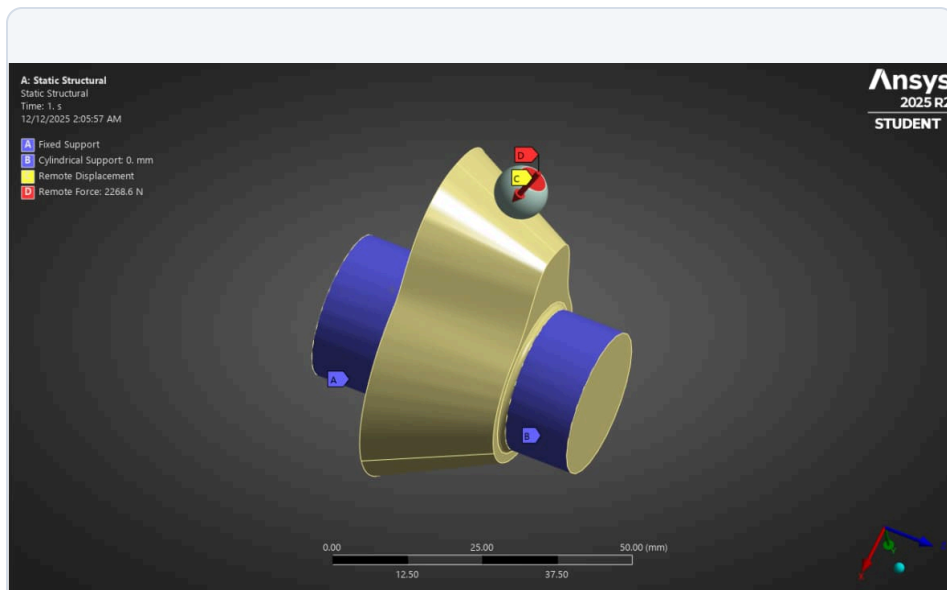 A: Static Structural
Static Structural
Time: 1. s
12/12/2025 2:05:57 AM
A Fixed Support
B Cylindrical Support: 0. mm
Remote Displacement
D Remote Force: 2268.6 N
Ansys
2025 R2
STUDENT
D
C
A
B
0.00 25.00 50.00 (mm)
12.50 37.50